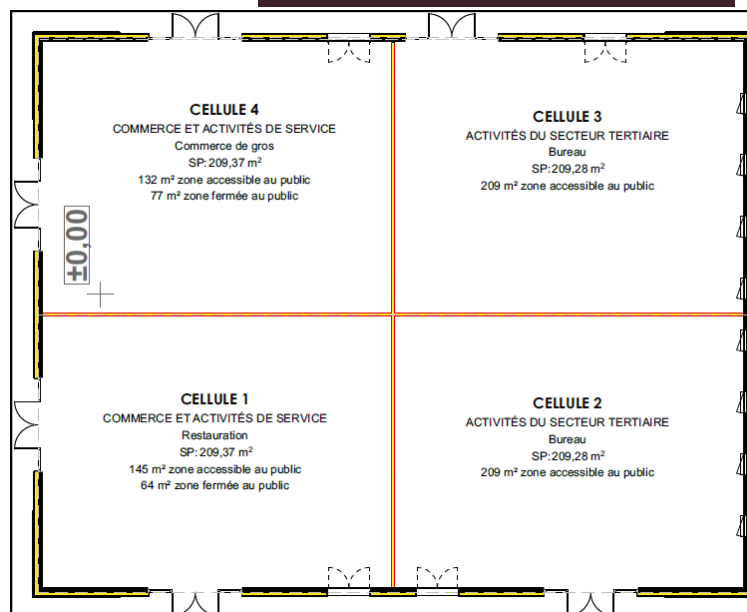 CELLULE 4
COMMERCE ET ACTIVITÉS DE SERVICE
Commerce de gros
SP: 209,37 m²
132 m² zone accessible au public
77 m² zone fermée au public
CELLULE 3
ACTIVITÉS DU SECTEUR TERTIAIRE
Bureau
SP:209,28 m²
209 m² zone accessible au public
±0,00
CELLULE 1
COMMERCE ET ACTIVITÉS DE SERVICE
Restauration
SP: 209,37 m²
145 m² zone accessible au public
64 m² zone fermée au public
CELLULE 2
ACTIVITÉS DU SECTEUR TERTIAIRE
Bureau
SP:209,28 m²
209 m² zone accessible au public